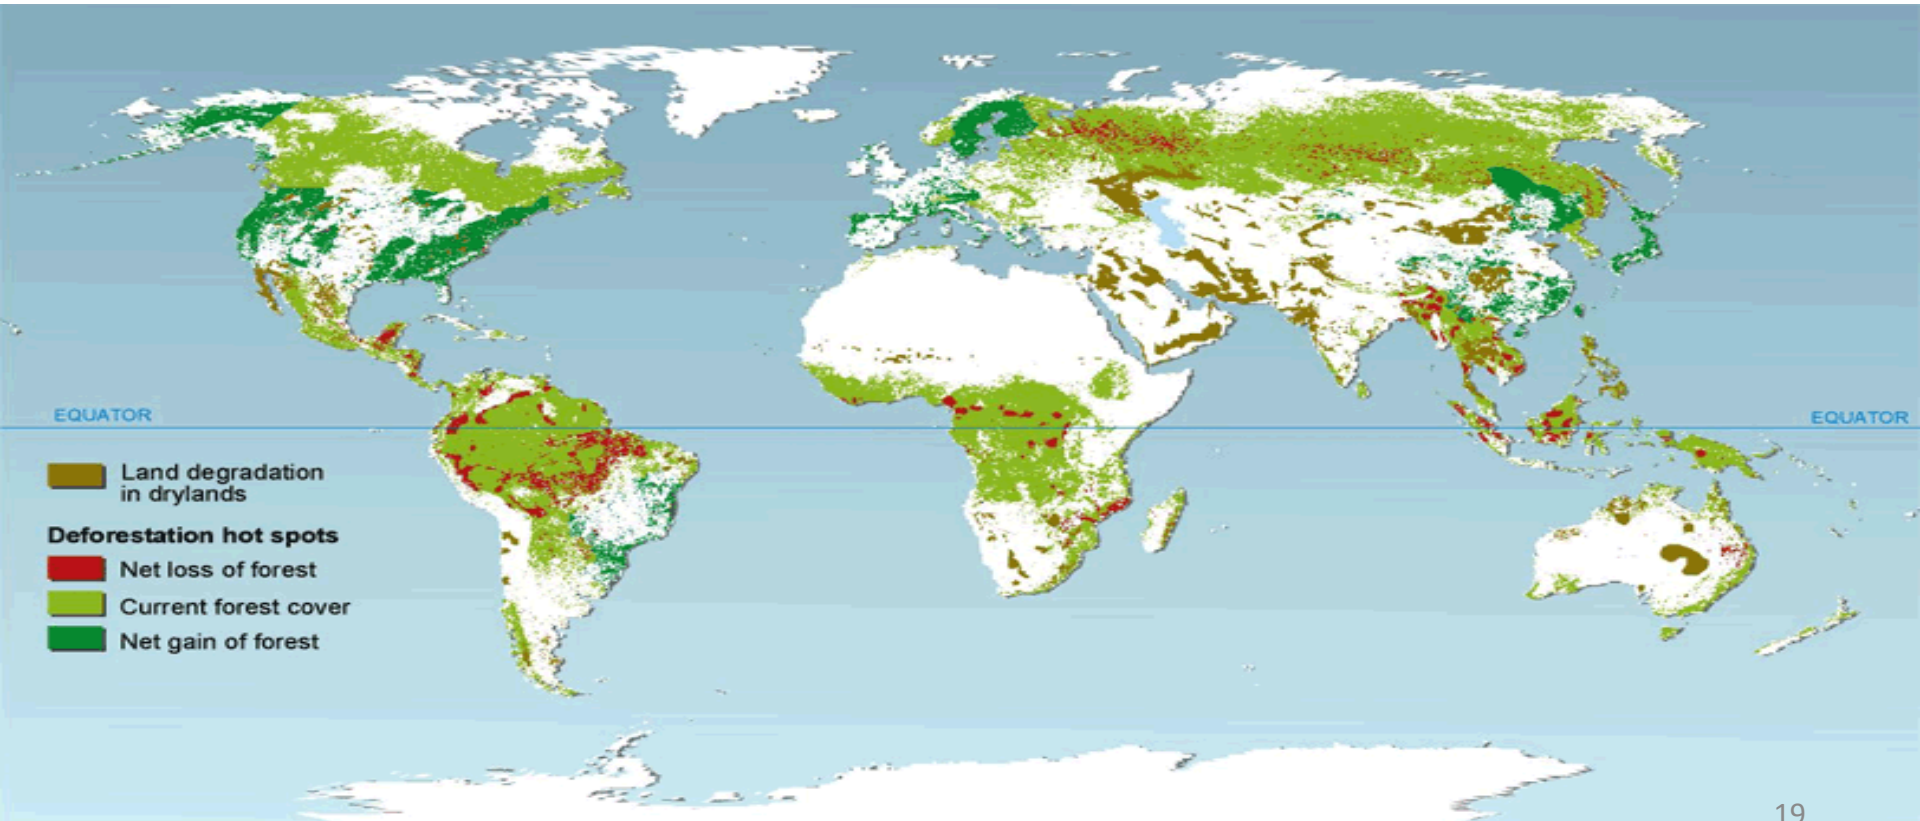 EQUATOR
EQUATOR
Land degradation
in drylands
Deforestation hot spots
Net loss of forest
Current forest cover
Net gain of forest
19